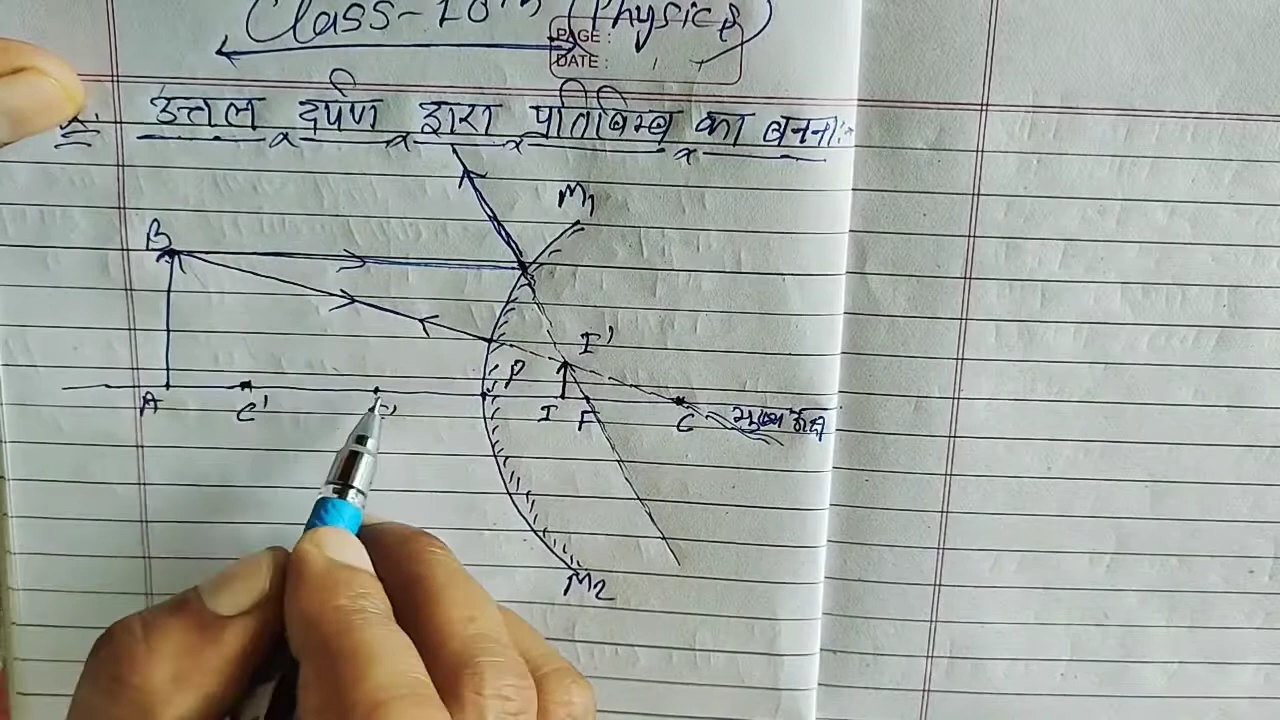 Class-10th (Physics)
PAGE :
DATE :
उत्तल दर्पण द्वारा प्रतिबिम्ब का बनना:-
M1
B
I'
P
A C' I F C मुख्य अक्ष
M2